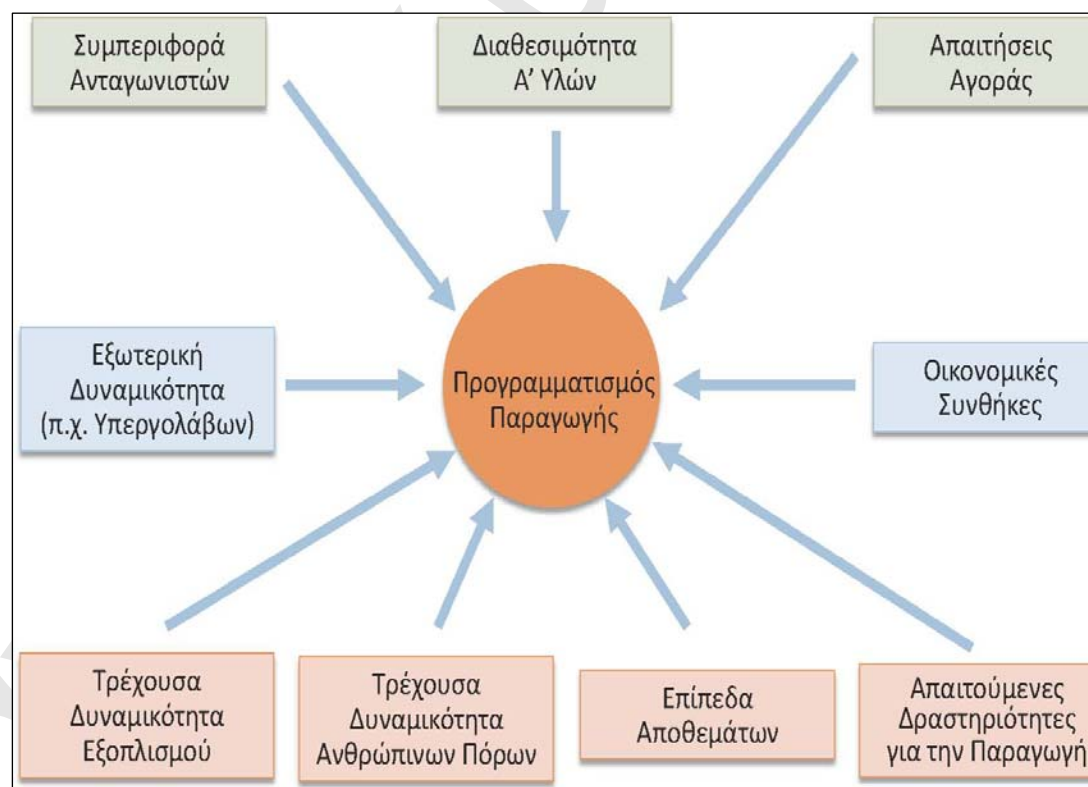 Συμπεριφορά
Ανταγωνιστών
Διαθεσιμότητα
Α' Υλών
Απαιτήσεις
Αγοράς
Εξωτερική
Δυναμικότητα
(π.χ. Υπεργολάβων)
Προγραμματισμός
Παραγωγής
Οικονομικές
Συνθήκες
Τρέχουσα
Δυναμικότητα
Εξοπλισμού
Τρέχουσα
Δυναμικότητα
Ανθρώπινων Πόρων
Επίπεδα
Αποθεμάτων
Απαιτούμενες
Δραστηριότητες
για την Παραγωγή